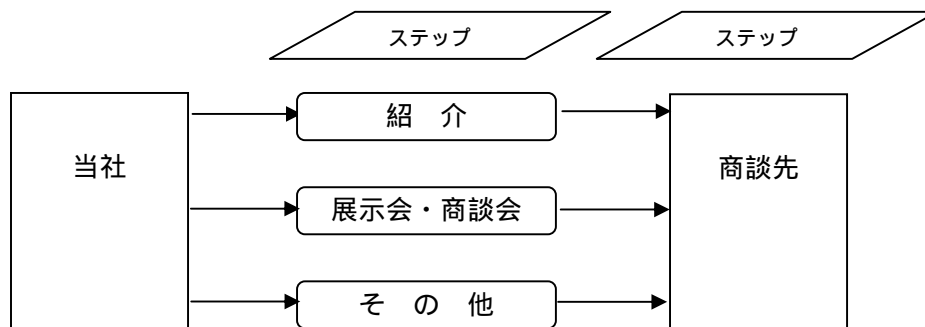 ステップ
ステップ
当社
紹　介
商談先
展示会・商談会
そ　の　他